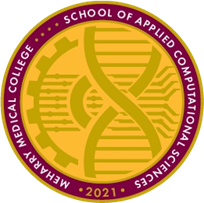 MEHARRY MEDICAL COLLEGE •••• SCHOOL OF APPLIED COMPUTATIONAL SCIENCES
• 2021 •